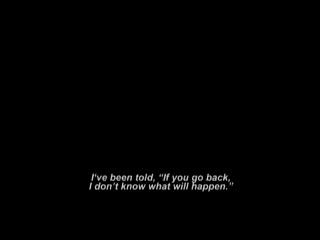 I've been told, “If you go back,
I don't know what will happen.”